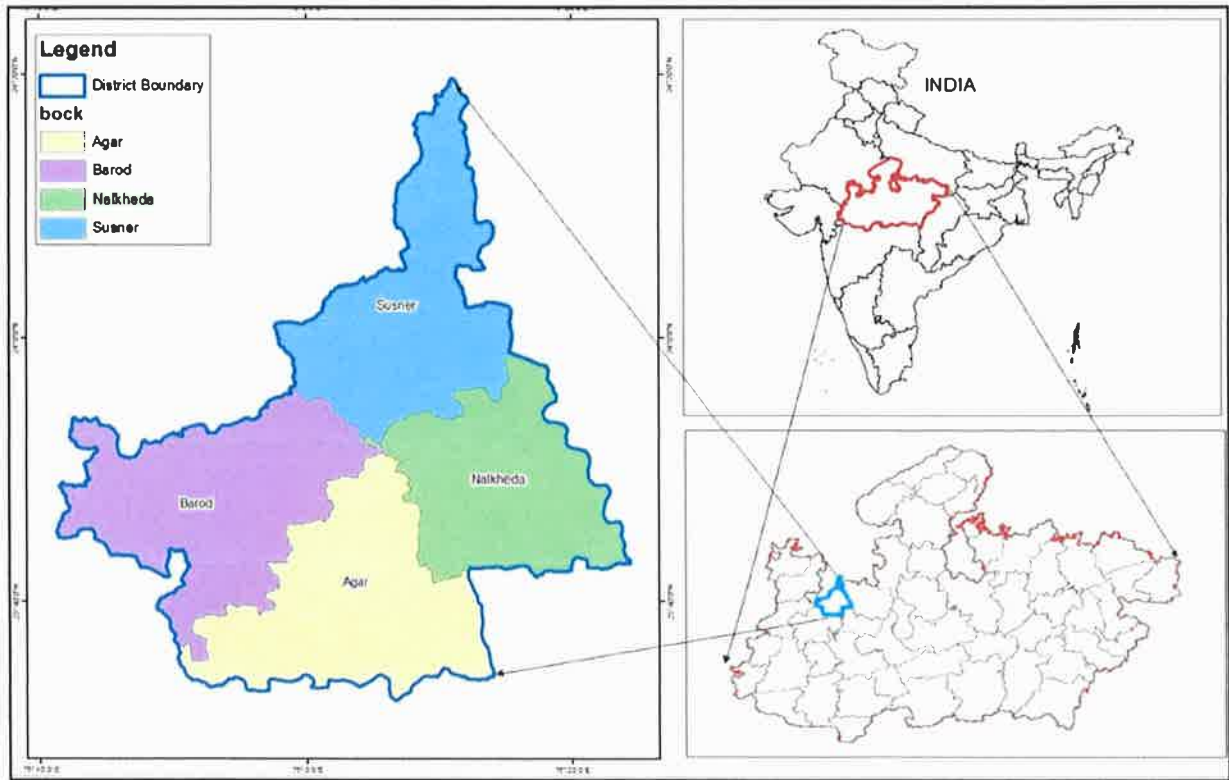 Legend
District Boundary
bock
Agar
Barod
Nalkheda
Susner
Susner
Barod
Nalkheda
Agar
INDIA